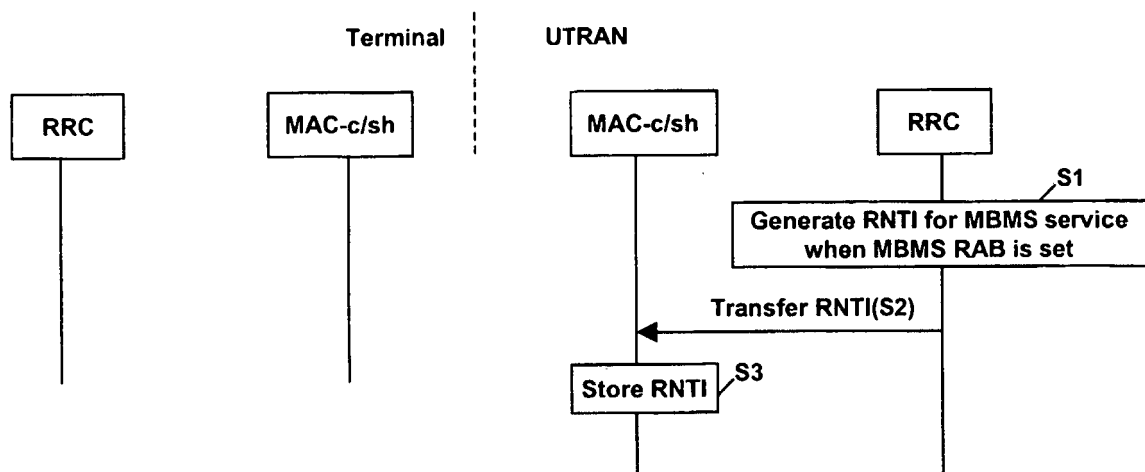 Terminal UTRAN
RRC MAC-c/sh MAC-c/sh RRC
S1
Generate RNTI for MBMS service
when MBMS RAB is set
Transfer RNTI(S2)
Store RNTI S3